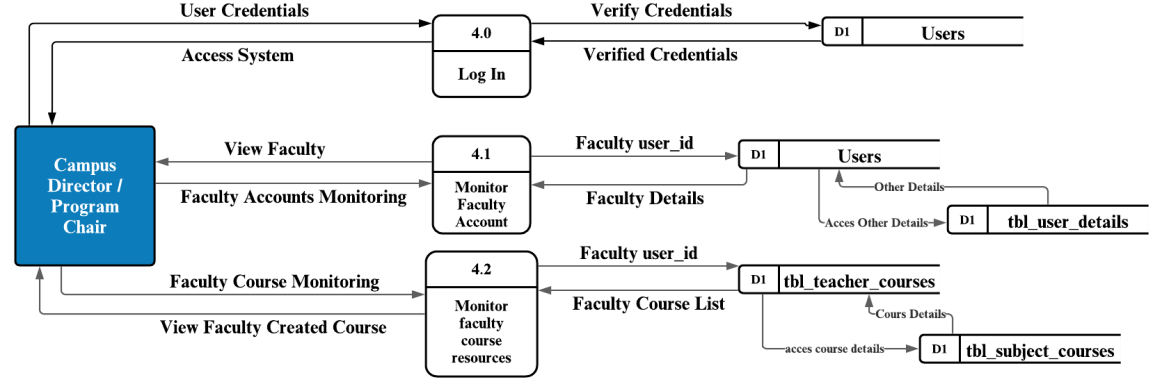 User Credentials
Verify Credentials
4.0
D1
Users
Access System
Verified Credentials
Log In
Campus
Director /
Program
Chair
View Faculty
4.1
Faculty user_id
D1
Users
Faculty Accounts Monitoring
Monitor
Faculty
Account
Faculty Details
Other Details
Acces Other Details
D1
tbl_user_details
Faculty user_id
4.2
Faculty Course Monitoring
D1
tbl_teacher_courses
Faculty Course List
View Faculty Created Course
Monitor
faculty
course
resources
Cours Details
acces course details
D1
tbl_subject_courses